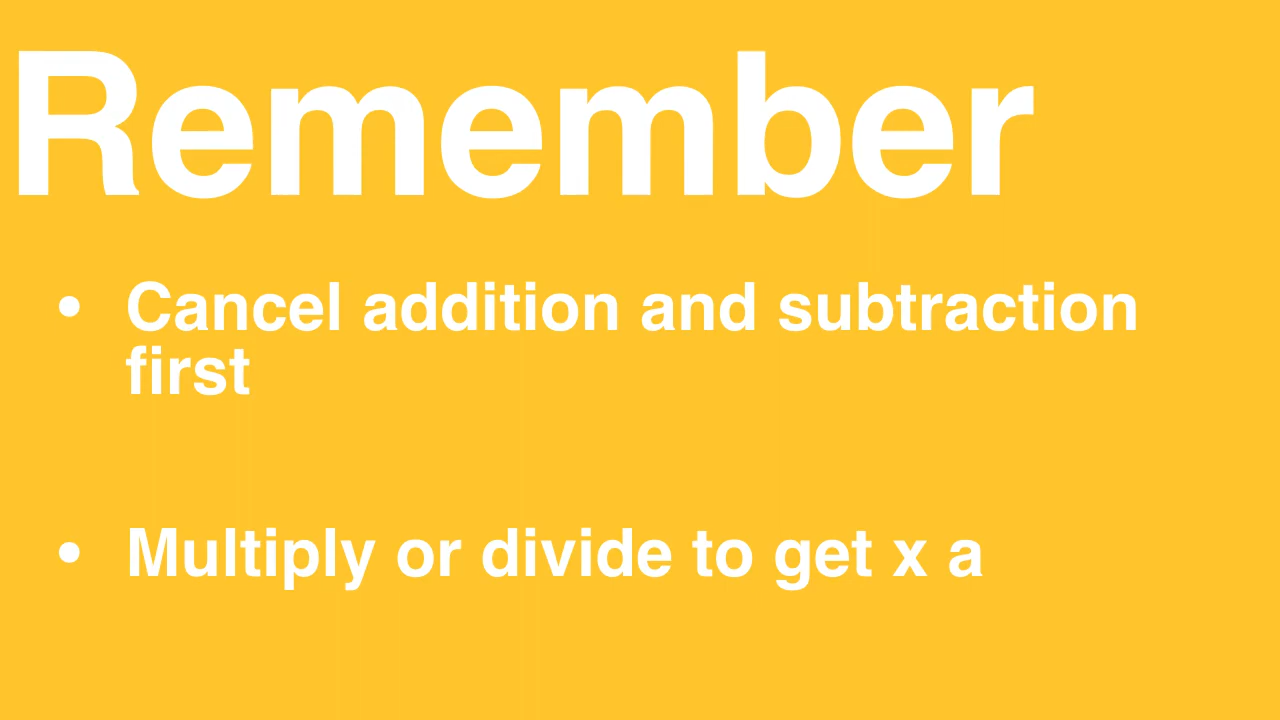 Remember
• Cancel addition and subtraction
first
• Multiply or divide to get x a